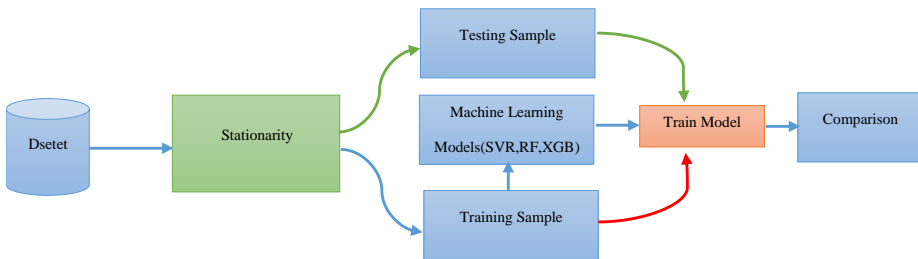 Dsetet
Stationarity
Testing Sample
Machine Learning
Models(SVR,RF,XGB)
Training Sample
Train Model
Comparison